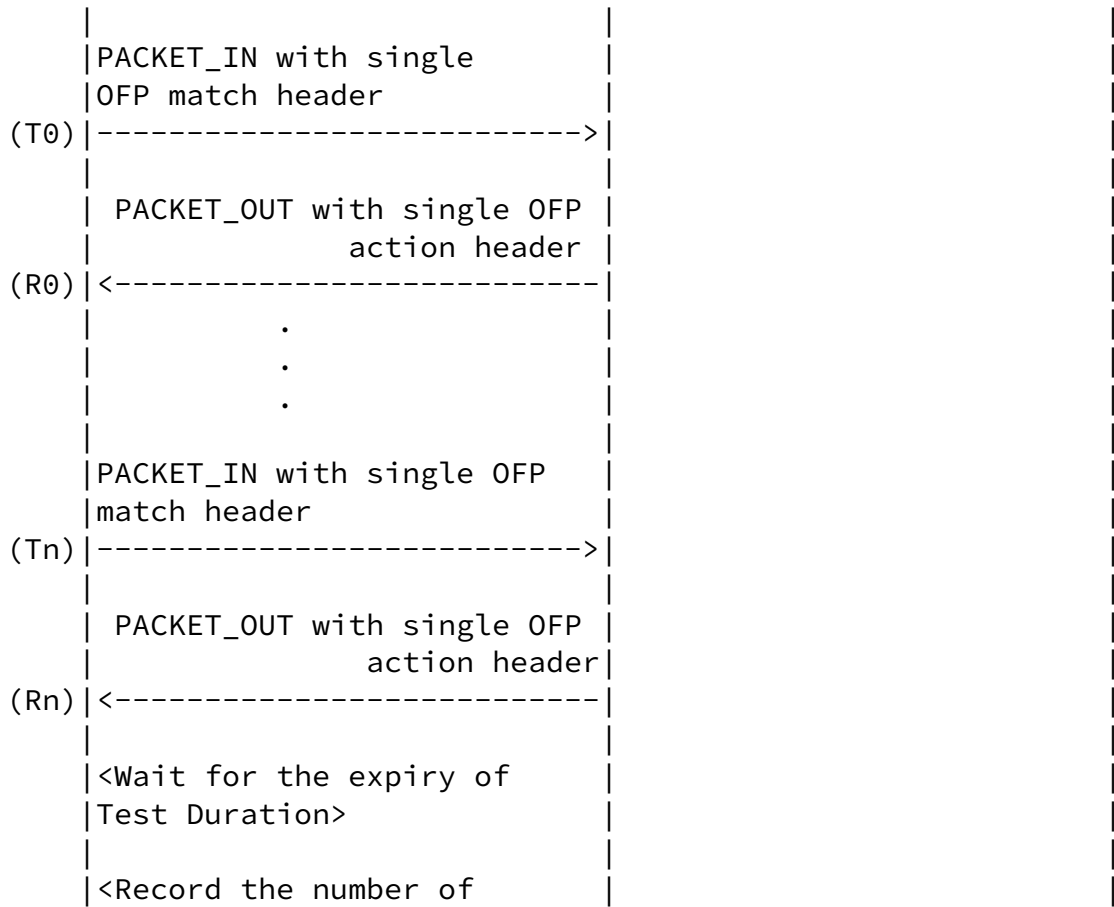 PACKET_IN with single
OFP match header
(T0)|--------------------------->|
PACKET_OUT with single OFP
action header
(R0)|<---------------------------|
.
.
.
PACKET_IN with single OFP
match header
(Tn)|--------------------------->|
PACKET_OUT with single OFP
action header
(Rn)|<---------------------------|
<Wait for the expiry of
Test Duration>
<Record the number of